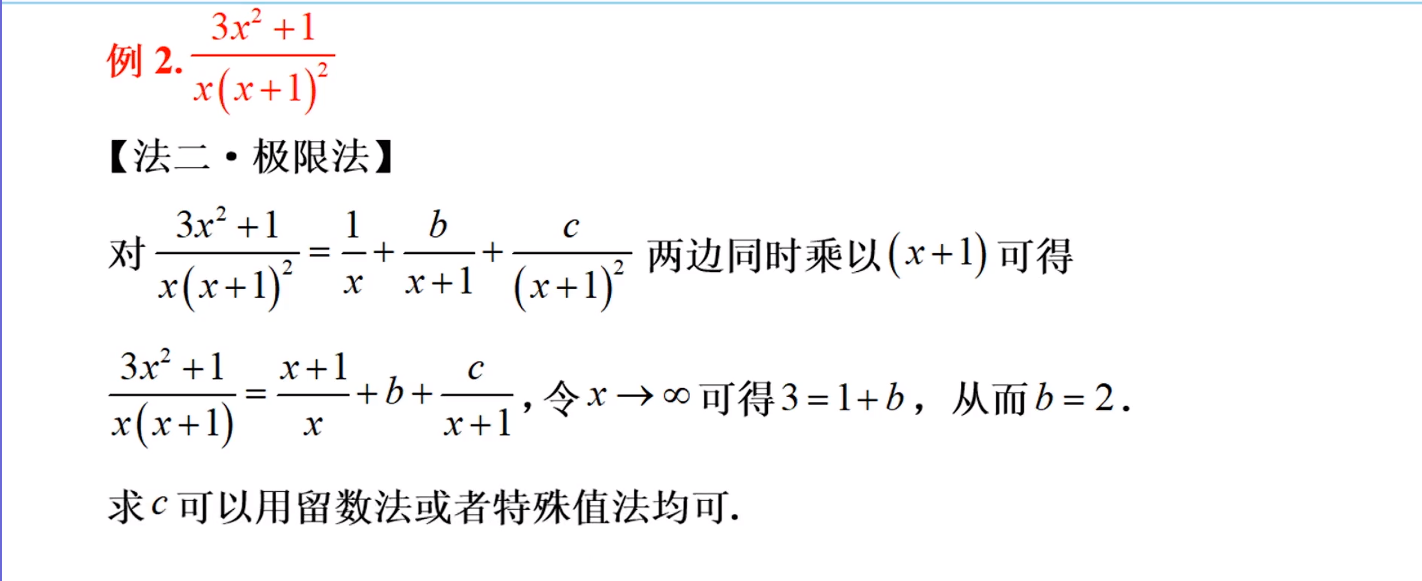 例 2. \frac{3x^2+1}{x(x+1)^2}
【法二·极限法】
对 \frac{3x^2+1}{x(x+1)^2} = \frac{1}{x} + \frac{b}{x+1} + \frac{c}{(x+1)^2} 两边同时乘以 (x+1) 可得
\frac{3x^2+1}{x(x+1)} = \frac{x+1}{x} + b + \frac{c}{x+1}, 令 x → ∞ 可得 3 = 1 + b, 从而 b = 2.
求 c 可以用留数法或者特殊值法均可.